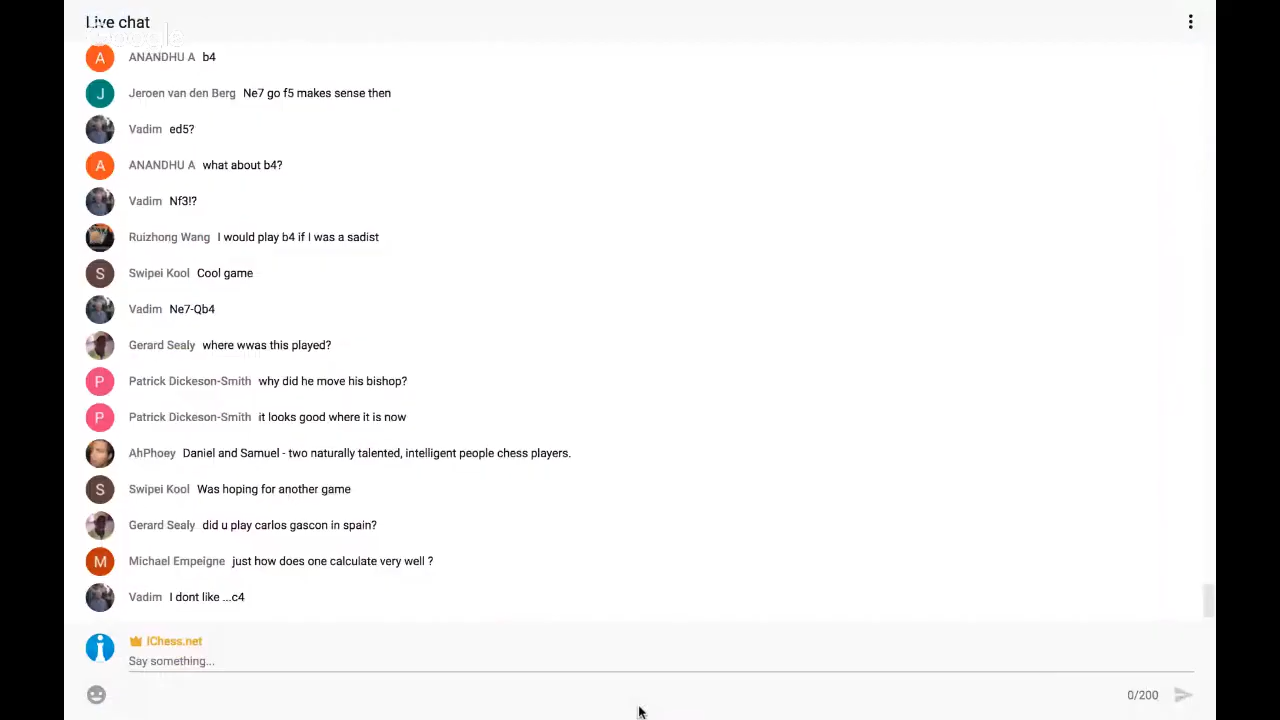 Live chat
Google
A ANANDHU A b4
J Jeroen van den Berg Ne7 go f5 makes sense then
Vadim ed5?
A ANANDHU A what about b4?
Vadim Nf3!?
Ruizhong Wang I would play b4 if I was a sadist
S Swipei Kool Cool game
Vadim Ne7-Qb4
Gerard Sealy where wwas this played?
P Patrick Dickeson-Smith why did he move his bishop?
P Patrick Dickeson-Smith it looks good where it is now
AhPhoey Daniel and Samuel - two naturally talented, intelligent people chess players.
S Swipei Kool Was hoping for another game
Gerard Sealy did u play carlos gascon in spain?
M Michael Empeigne just how does one calculate very well ?
Vadim I dont like ...c4
i iChess.net
Say something...
0/200